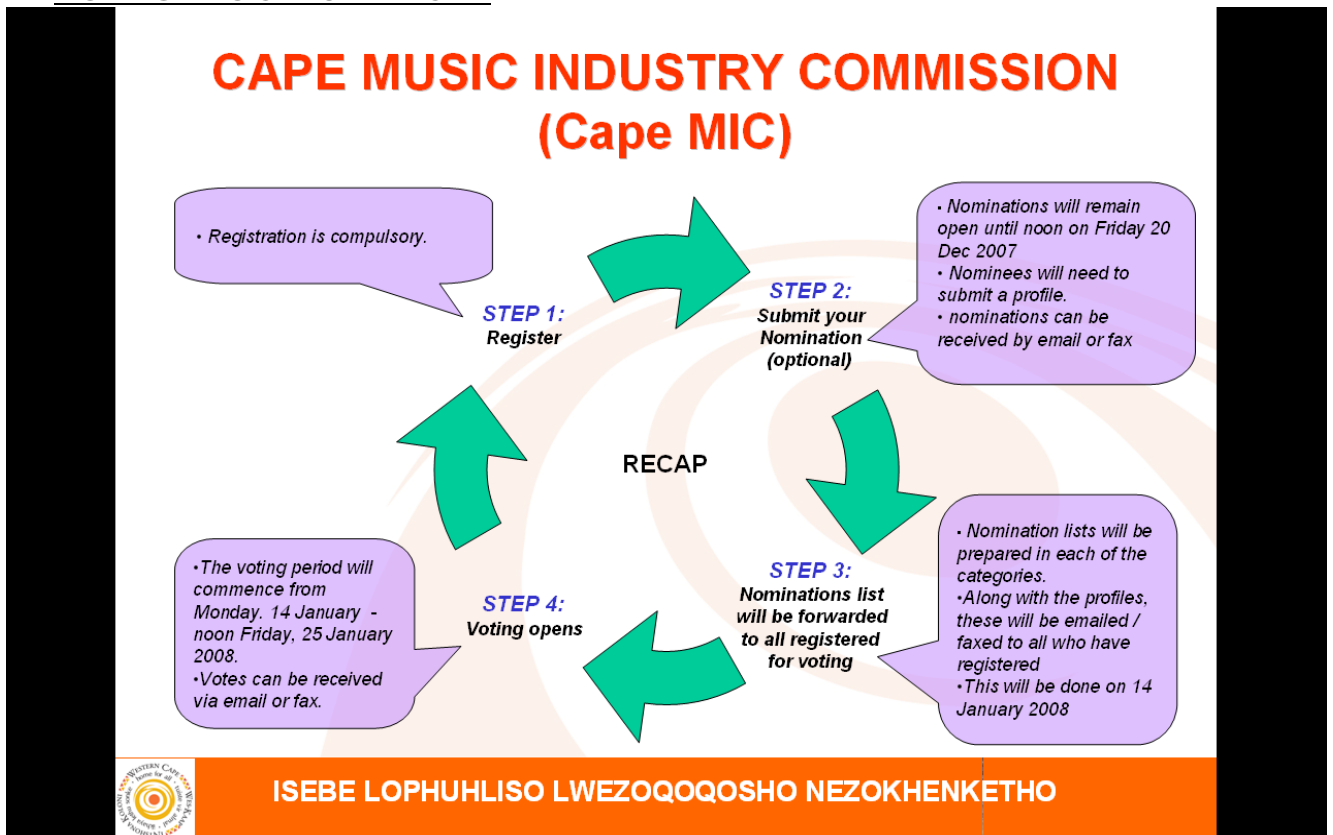 CAPE MUSIC INDUSTRY COMMISSION
(Cape MIC)
• Registration is compulsory.
STEP 1:
Register
STEP 2:
Submit your
Nomination
(optional)
• Nominations will remain
open until noon on Friday 20
Dec 2007
• Nominees will need to
submit a profile.
• nominations can be
received by email or fax
RECAP
STEP 3:
Nominations list
will be forwarded
to all registered
for voting
• Nomination lists will be
prepared in each of the
categories.
•Along with the profiles,
these will be emailed /
faxed to all who have
registered
•This will be done on 14
January 2008
STEP 4:
Voting opens
•The voting period will
commence from
Monday. 14 January -
noon Friday, 25 January
2008.
•Votes can be received
via email or fax.
WESTERN CAPE
home for all
ISEBE LOPHUHLISO LWEZOQOQOSHO NEZOKHENKETHO